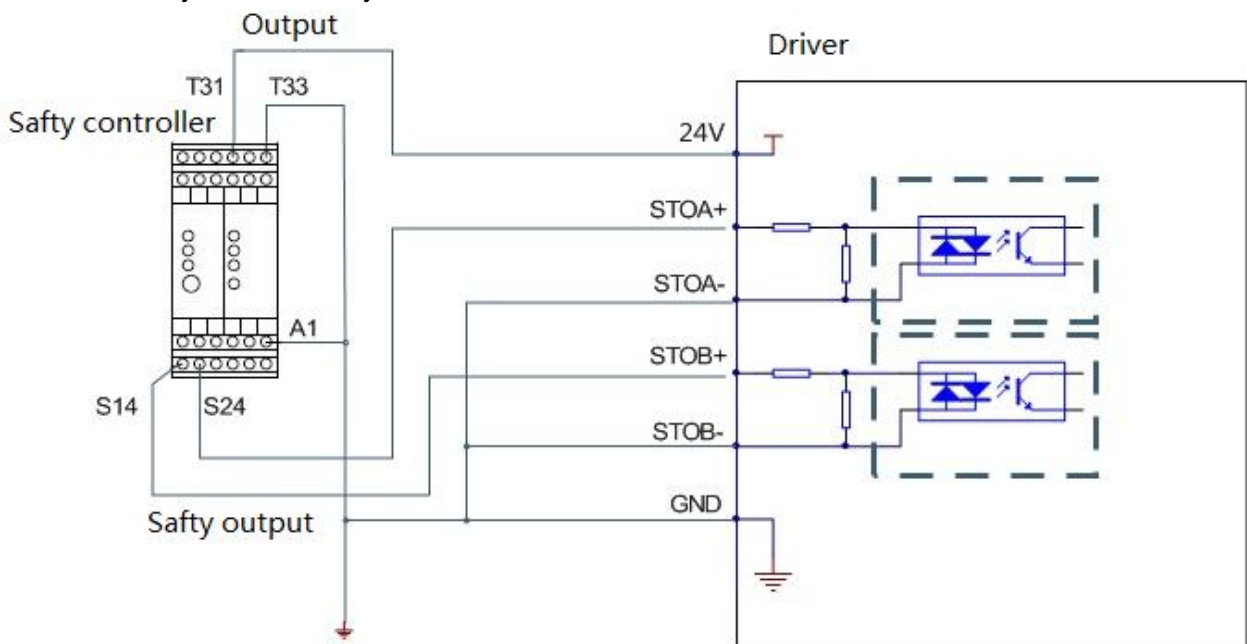 Output
Driver
T31
T33
Safty controller
24V
STOA+
STOA-
A1
STOB+
S14
S24
STOB-
Safty output
GND